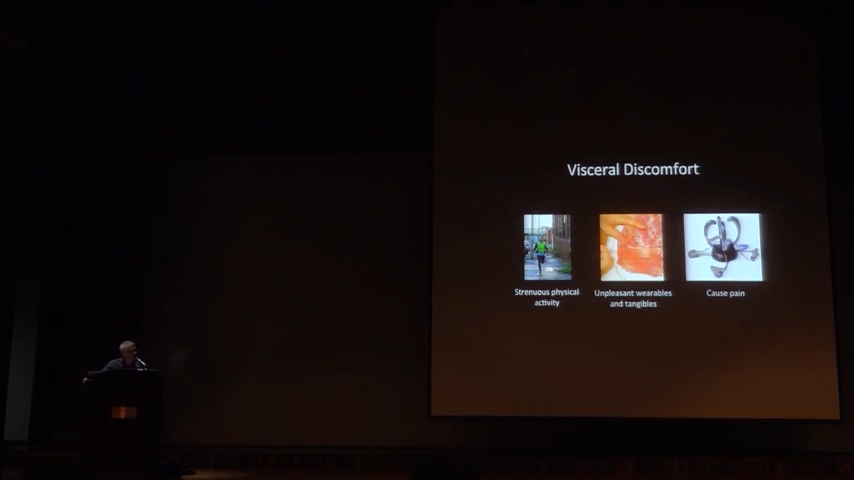 Visceral Discomfort
Strenuous physical
activity
Unpleasant wearables
and tangibles
Cause pain